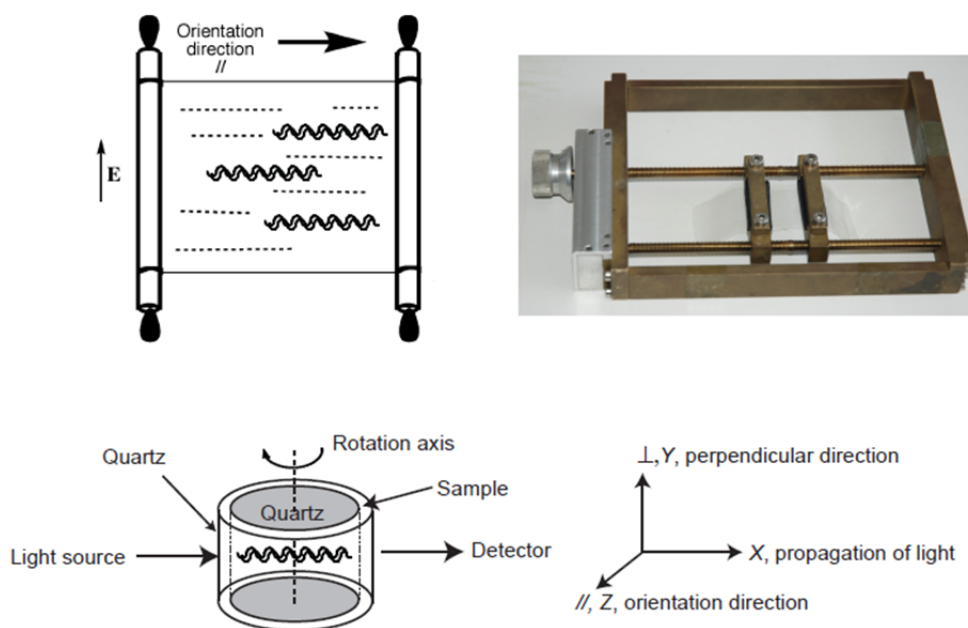 Orientation
direction
//
E
Quartz
Rotation axis
Sample
Quartz
Light source
Detector
⊥,Y, perpendicular direction
X, propagation of light
//, Z, orientation direction